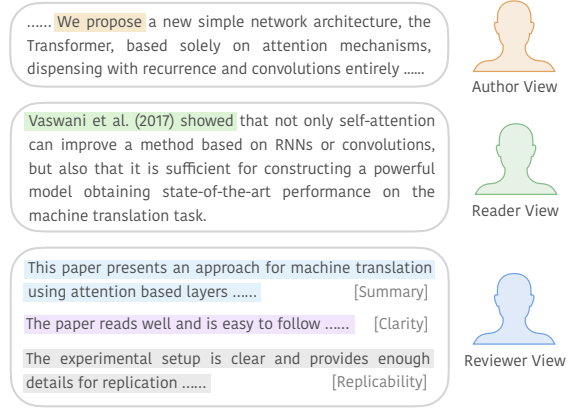 ...... We propose a new simple network architecture, the
Transformer, based solely on attention mechanisms,
dispensing with recurrence and convolutions entirely ......
Author View
Vaswani et al. (2017) showed that not only self-attention
can improve a method based on RNNs or convolutions,
but also that it is sufficient for constructing a powerful
model obtaining state-of-the-art performance on the
machine translation task.
Reader View
This paper presents an approach for machine translation
using attention based layers ...... [Summary]
The paper reads well and is easy to follow ...... [Clarity]
The experimental setup is clear and provides enough
details for replication ...... [Replicability]
Reviewer View